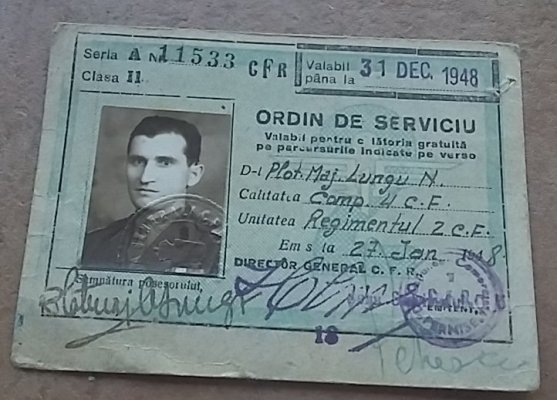 Seria A No 11533 CFR
Clasa II.
Valabil
până la 31 DEC. 1948
ORDIN DE SERVICIU
Valabil pentru călătoria gratuită
pe parcursurile indicate pe verso
D-l Plot. Maj. Lungu N.
Calitatea Comp. 4 C.F.
Unitatea Regimentul 2 C.F.
Emis la 27 Jan 1948
DIRECTOR GENERAL C.F.R.
Semnătura posesorului,
18